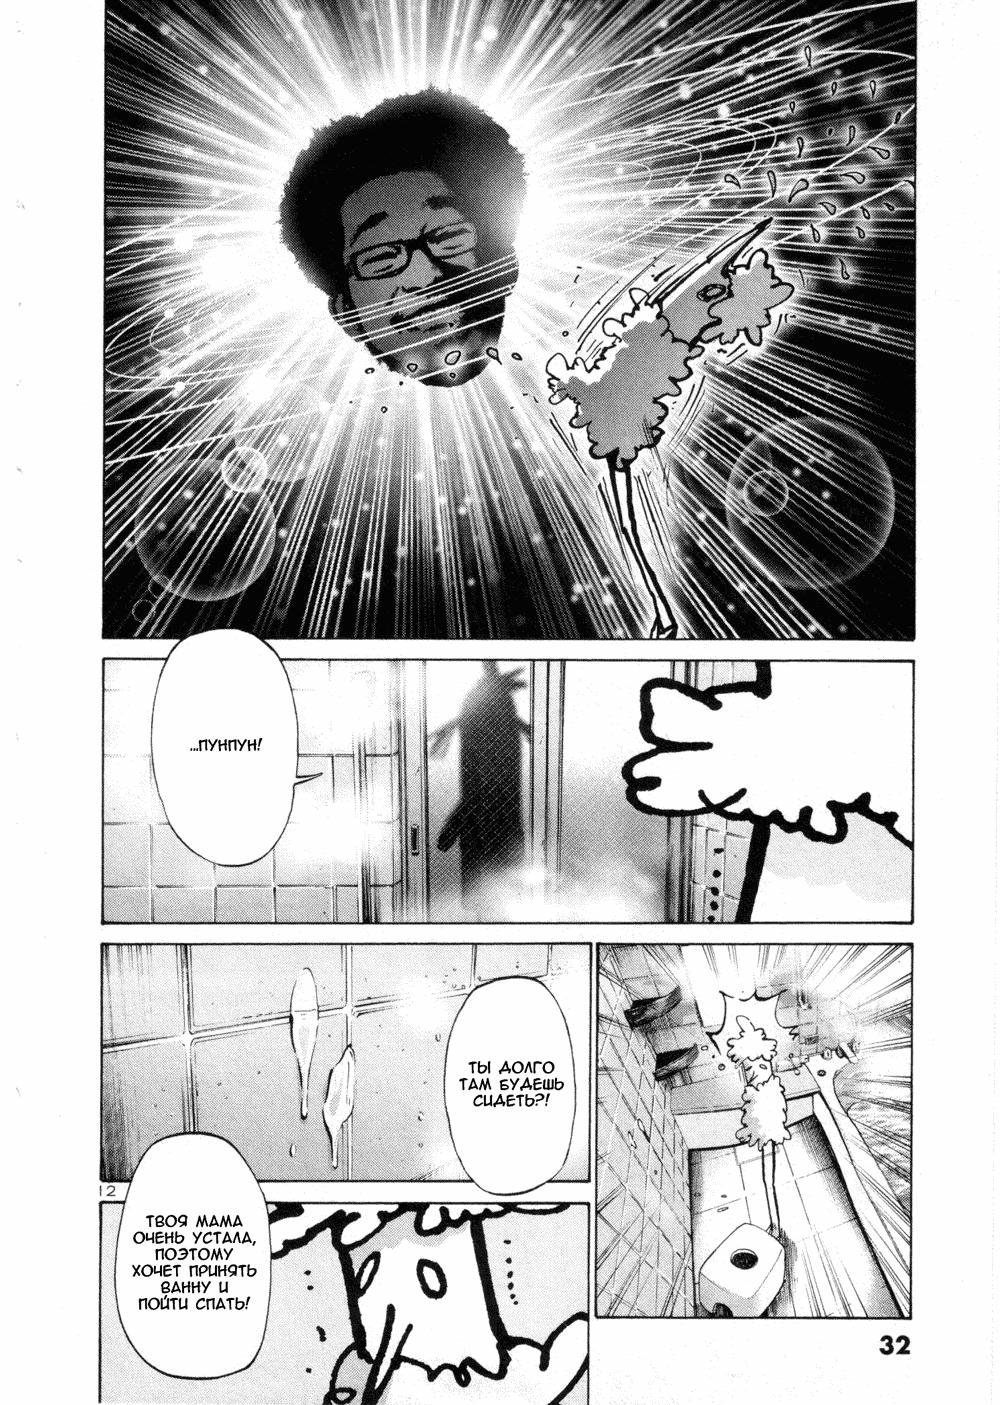 ...ПУНПУН!
ТЫ ДОЛГО
ТАМ БУДЕШЬ
СИДЕТЬ?!
ТВОЯ МАМА
ОЧЕНЬ УСТАЛА,
ПОЭТОМУ
ХОЧЕТ ПРИНЯТЬ
ВАННУ И
ПОЙТИ СПАТЬ!
12
32